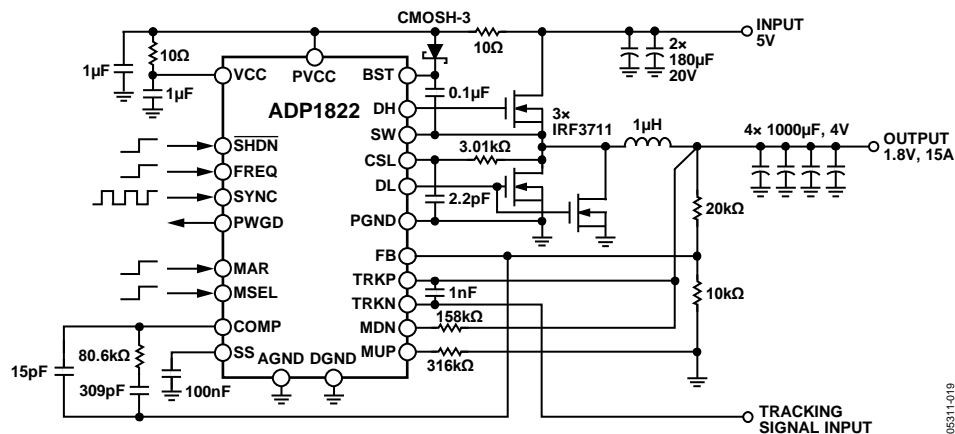 CMOSH-3
INPUT
5V
10Ω
10Ω
2×
180µF
20V
1µF
1µF
VCC
PVCC
BST
ADP1822
0.1µF
DH
3×
IRF3711
SW
1µH
4× 1000µF, 4V
OUTPUT
1.8V, 15A
SHDN
3.01kΩ
CSL
FREQ
DL
SYNC
2.2pF
20kΩ
PWGD
PGND
FB
MAR
TRKP
1nF
10kΩ
MSEL
TRKN
158kΩ
COMP
MDN
80.6kΩ
SS
AGND
DGND
MUP
316kΩ
15pF
309pF
100nF
TRACKING
SIGNAL INPUT
05311-019